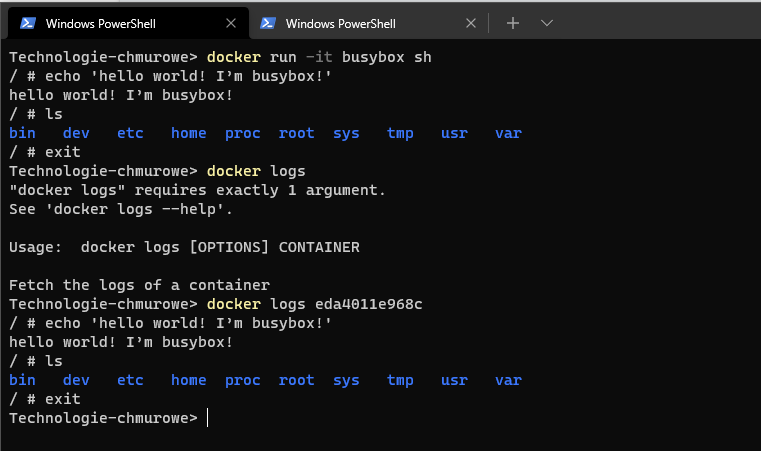 Windows PowerShell
Windows PowerShell
Technologie-chmurowe> docker run -it busybox sh
/ # echo 'hello world! I’m busybox!'
hello world! I’m busybox!
/ # ls
bin   dev   etc   home  proc  root  sys   tmp   usr   var
/ # exit
Technologie-chmurowe> docker logs
"docker logs" requires exactly 1 argument.
See 'docker logs --help'.
Usage:  docker logs [OPTIONS] CONTAINER
Fetch the logs of a container
Technologie-chmurowe> docker logs eda4011e968c
/ # echo 'hello world! I’m busybox!'
hello world! I’m busybox!
/ # ls
bin   dev   etc   home  proc  root  sys   tmp   usr   var
/ # exit
Technologie-chmurowe>